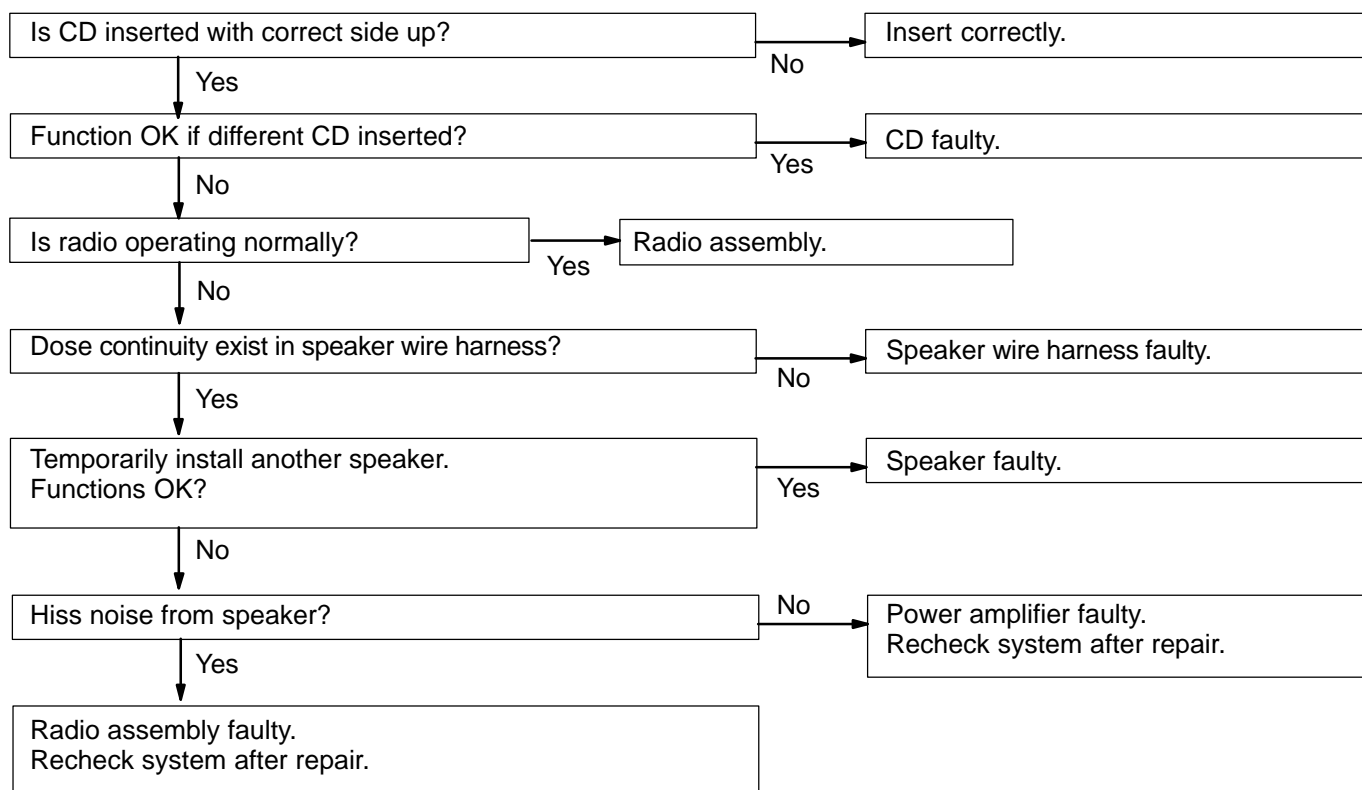 Is CD inserted with correct side up?
No
Insert correctly.
Yes
Function OK if different CD inserted?
Yes
CD faulty.
No
Is radio operating normally?
Yes
Radio assembly.
No
Dose continuity exist in speaker wire harness?
No
Speaker wire harness faulty.
Yes
Temporarily install another speaker.
Functions OK?
Yes
Speaker faulty.
No
Hiss noise from speaker?
No
Power amplifier faulty.
Recheck system after repair.
Yes
Radio assembly faulty.
Recheck system after repair.